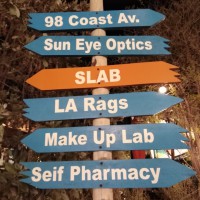 98 Coast Av.
Sun Eye Optics
SLAB
LA Rags
Make Up Lab
Seif Pharmacy